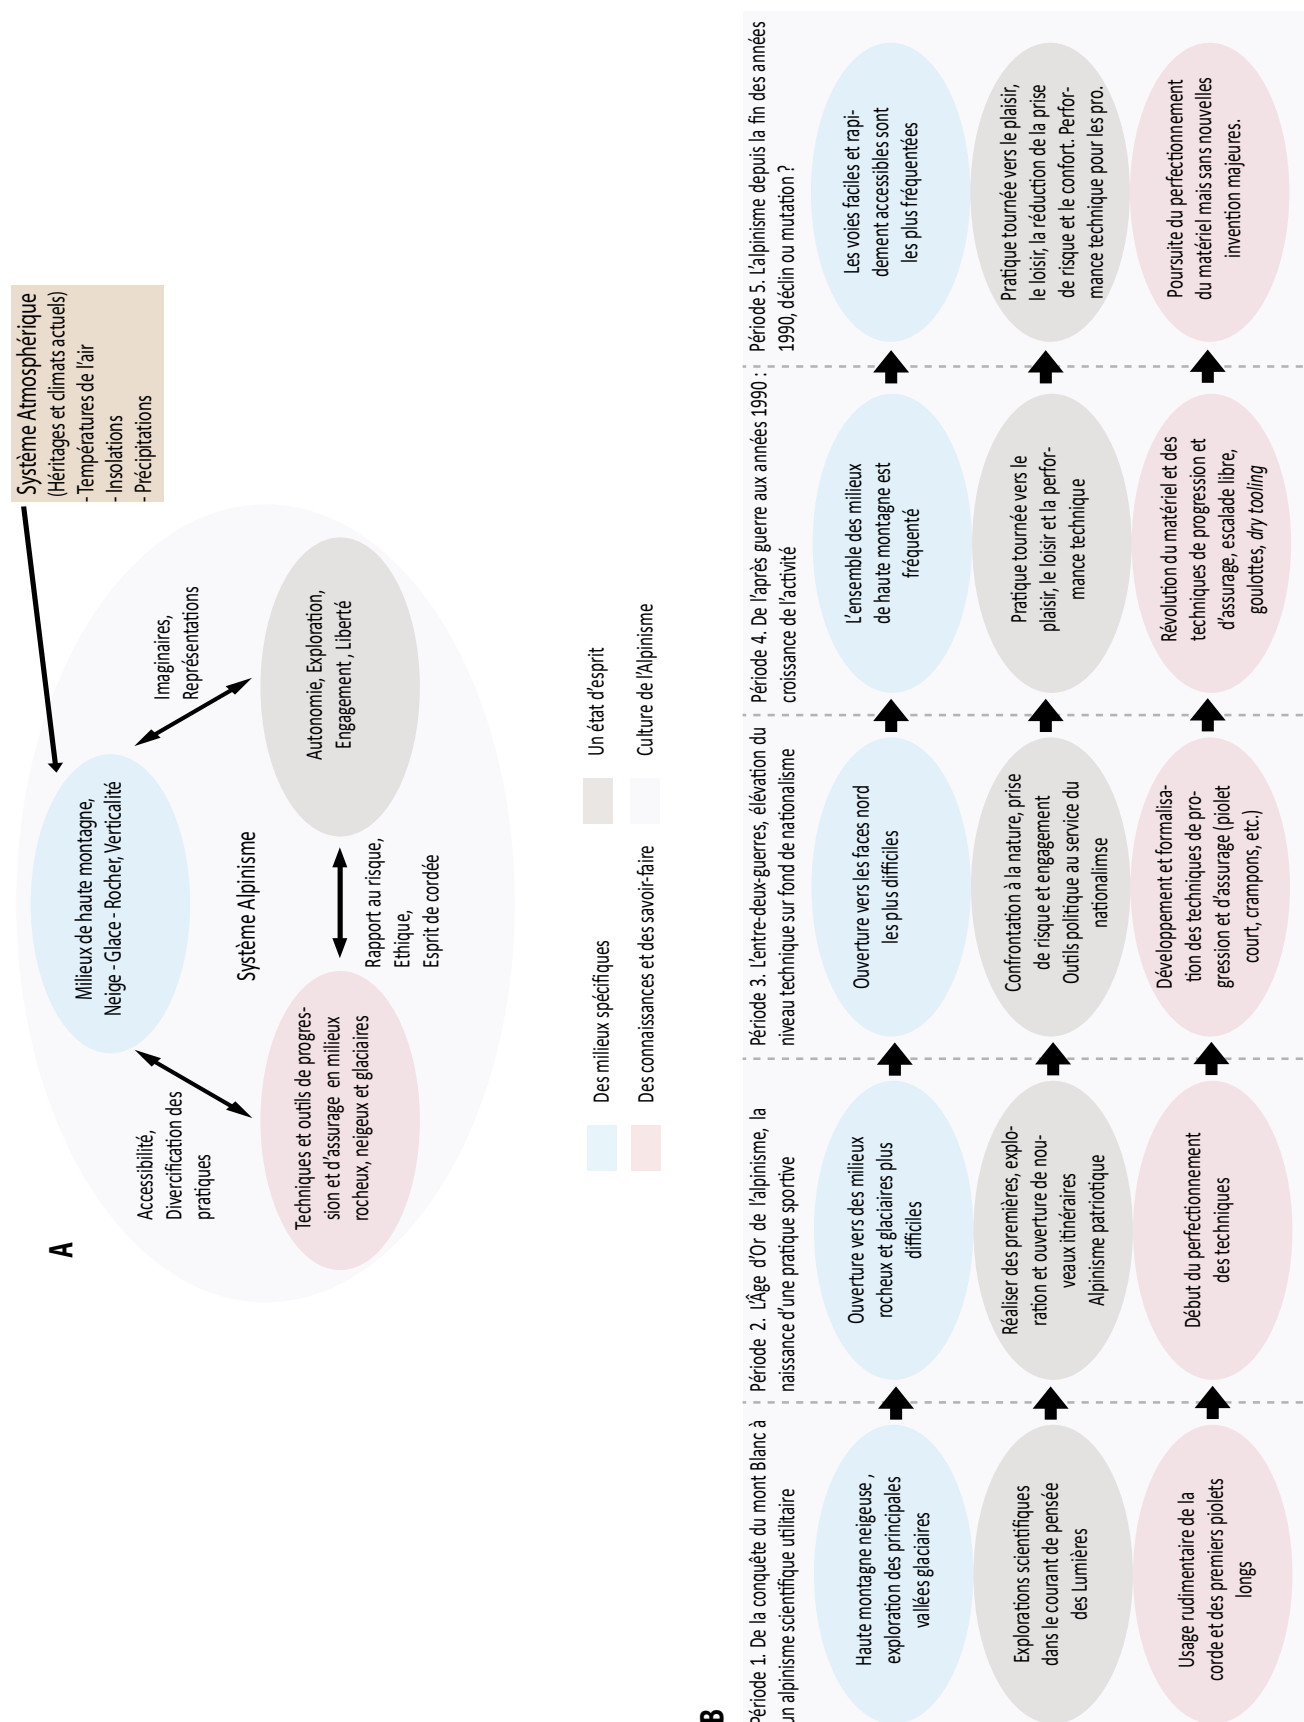 A
Système Atmosphérique
(Héritages et climats actuels)
- Températures de l'air
- Insolations
- Précipitations
Milieux de haute montagne,
Neige - Glace - Rocher, Verticalité
Accessibilité,
Divercification des
pratiques
Imaginaires,
Représentations
Système Alpinisme
Techniques et outils de progres-
sion et d'assurage en milieux
rocheux, neigeux et glaciaires
Rapport au risque,
Ethique,
Esprit de cordée
Autonomie, Exploration,
Engagement , Liberté
Des milieux spécifiques
Un état d'esprit
Des connaissances et des savoir-faire
Culture de l'Alpinisme
B
Période 1. De la conquête du mont Blanc à
un alpinisme scientifique utilitaire
Haute montagne neigeuse ,
exploration des principales
vallées glaciaires
Explorations scientifiques
dans le courant de pensée
des Lumières
Usage rudimentaire de la
corde et des premiers piolets
longs
Période 2. L'Âge d'Or de l'alpinisme, la
naissance d'une pratique sportive
Ouverture vers des milieux
rocheux et glaciaires plus
difficiles
Réaliser des premières, explo-
ration et ouverture de nou-
veaux itinéraires
Alpinisme patriotique
Début du perfectionnement
des techniques
Période 3. L'entre-deux-guerres, élévation du
niveau technique sur fond de nationalisme
Ouverture vers les faces nord
les plus difficiles
Confrontation à la nature, prise
de risque et engagement
Outils politique au service du
nationalimse
Développement et formalisa-
tion des techniques de pro-
gression et d'assurage (piolet
court, crampons, etc.)
Période 4. De l'après guerre aux années 1990 :
croissance de l'activité
L'ensemble des milieux
de haute montagne est
fréquenté
Pratique tournée vers le
plaisir, le loisir et la perfor-
mance technique
Révolution du matériel et des
techniques de progression et
d'assurage, escalade libre,
goulottes, dry tooling
Période 5. L'alpinisme depuis la fin des années
1990, déclin ou mutation ?
Les voies faciles et rapi-
dement accessibles sont
les plus fréquentées
Pratique tournée vers le plaisir,
le loisir, la réduction de la prise
de risque et le confort. Perfor-
mance technique pour les pro.
Poursuite du perfectionnement
du matériel mais sans nouvelles
invention majeures.